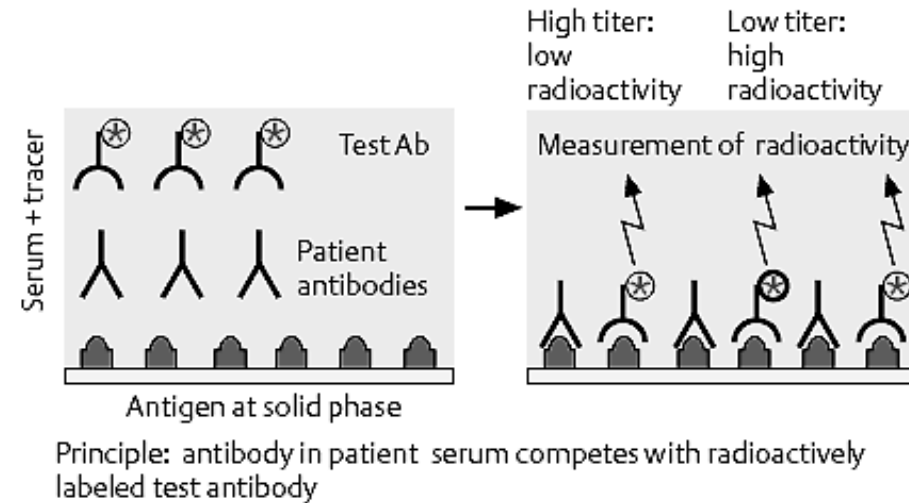 High titer:
low
radioactivity
Low titer:
high
radioactivity
Serum + tracer
Test Ab
Patient
antibodies
Measurement of radioactivity
Antigen at solid phase
Principle: antibody in patient serum competes with radioactively
labeled test antibody